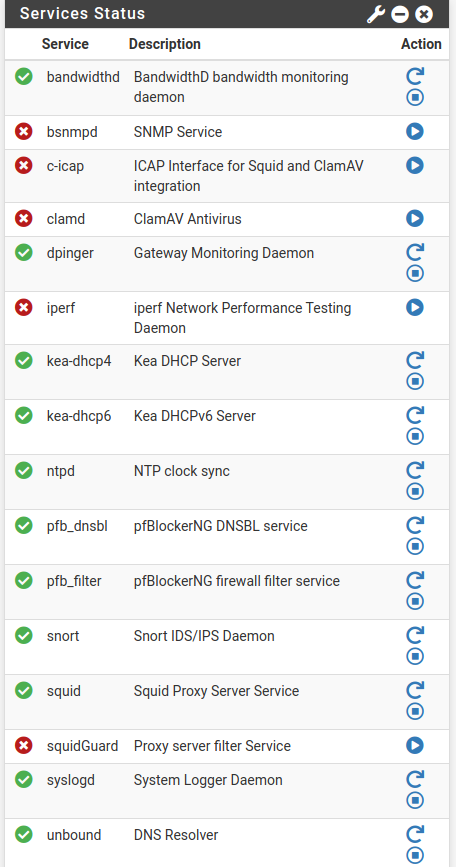 Services Status
Service Description Action
bandwidthd BandwidthD bandwidth monitoring
daemon
bsnmpd SNMP Service
c-icap ICAP Interface for Squid and ClamAV
integration
clamd ClamAV Antivirus
dpinger Gateway Monitoring Daemon
iperf iperf Network Performance Testing
Daemon
kea-dhcp4 Kea DHCP Server
kea-dhcp6 Kea DHCPv6 Server
ntpd NTP clock sync
pfb_dnsbl pfBlockerNG DNSBL service
pfb_filter pfBlockerNG firewall filter service
snort Snort IDS/IPS Daemon
squid Squid Proxy Server Service
squidGuard Proxy server filter Service
syslogd System Logger Daemon
unbound DNS Resolver